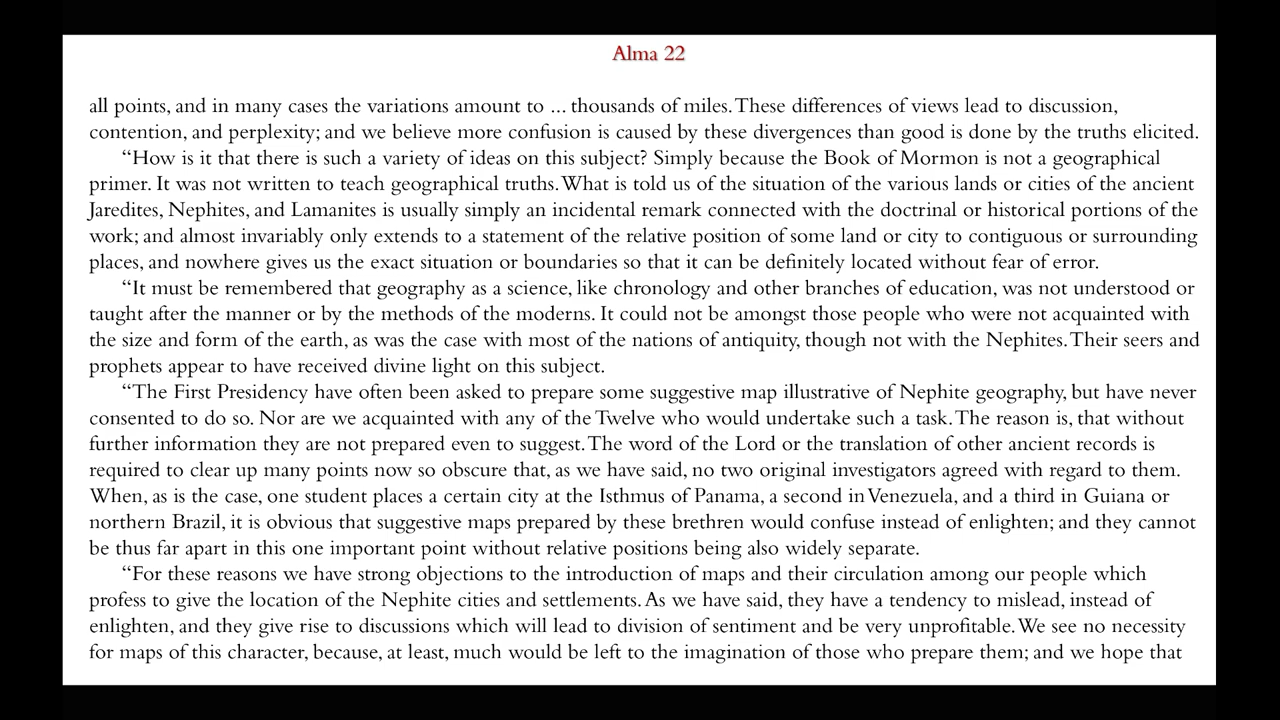 Alma 22
all points, and in many cases the variations amount to ... thousands of miles. These differences of views lead to discussion,
contention, and perplexity; and we believe more confusion is caused by these divergences than good is done by the truths elicited.
“How is it that there is such a variety of ideas on this subject? Simply because the Book of Mormon is not a geographical
primer. It was not written to teach geographical truths. What is told us of the situation of the various lands or cities of the ancient
Jaredites, Nephites, and Lamanites is usually simply an incidental remark connected with the doctrinal or historical portions of the
work; and almost invariably only extends to a statement of the relative position of some land or city to contiguous or surrounding
places, and nowhere gives us the exact situation or boundaries so that it can be definitely located without fear of error.
“It must be remembered that geography as a science, like chronology and other branches of education, was not understood or
taught after the manner or by the methods of the moderns. It could not be amongst those people who were not acquainted with
the size and form of the earth, as was the case with most of the nations of antiquity, though not with the Nephites. Their seers and
prophets appear to have received divine light on this subject.
“The First Presidency have often been asked to prepare some suggestive map illustrative of Nephite geography, but have never
consented to do so. Nor are we acquainted with any of the Twelve who would undertake such a task. The reason is, that without
further information they are not prepared even to suggest. The word of the Lord or the translation of other ancient records is
required to clear up many points now so obscure that, as we have said, no two original investigators agreed with regard to them.
When, as is the case, one student places a certain city at the Isthmus of Panama, a second in Venezuela, and a third in Guiana or
northern Brazil, it is obvious that suggestive maps prepared by these brethren would confuse instead of enlighten; and they cannot
be thus far apart in this one important point without relative positions being also widely separate.
“For these reasons we have strong objections to the introduction of maps and their circulation among our people which
profess to give the location of the Nephite cities and settlements. As we have said, they have a tendency to mislead, instead of
enlighten, and they give rise to discussions which will lead to division of sentiment and be very unprofitable. We see no necessity
for maps of this character, because, at least, much would be left to the imagination of those who prepare them; and we hope that